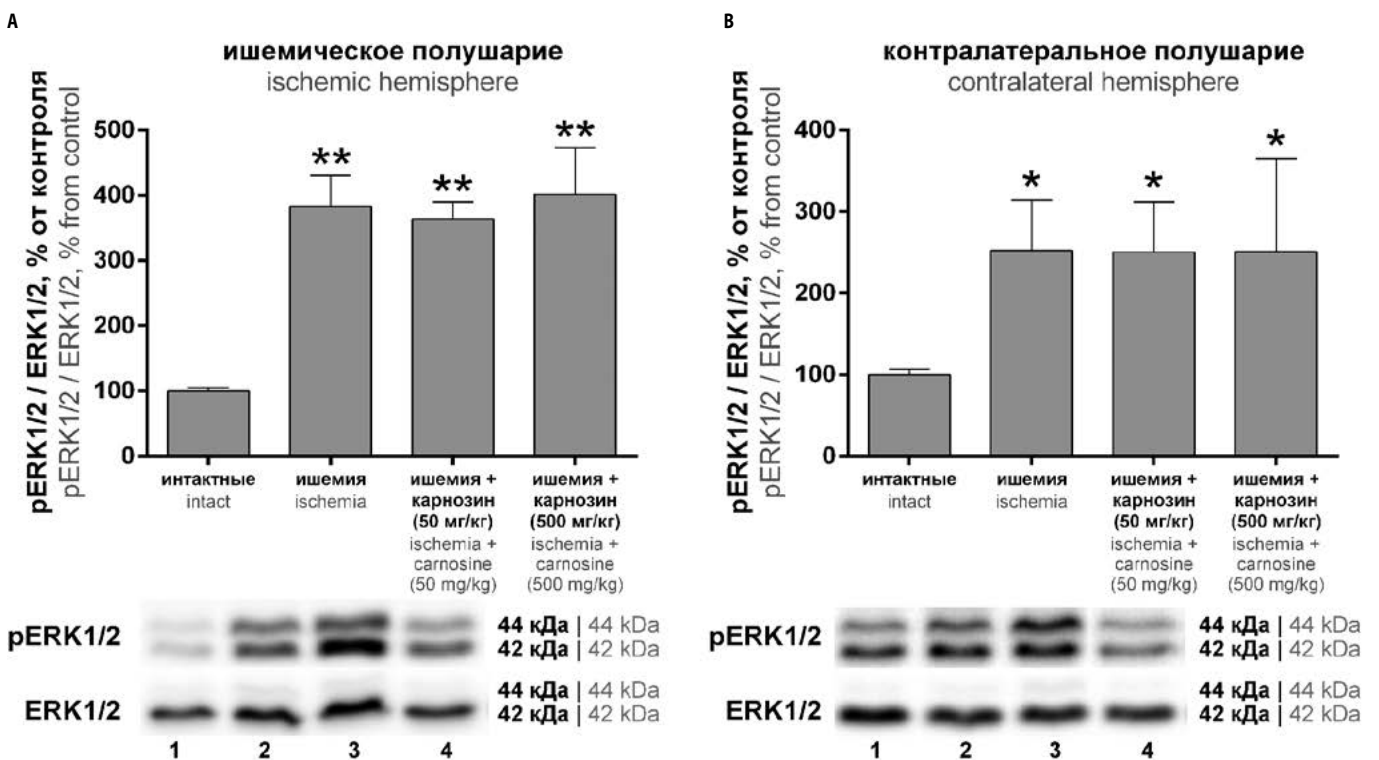 A
ишемическое полушарие
ischemic hemisphere
pERK1/2 / ERK1/2, % от контроля
pERK1/2 / ERK1/2, % from control
500
400
300
200
100
0
**
**
**
интактные
intact
ишемия
ischemia
ишемия +
карнозин
(50 мг/кг)
ischemia +
carnosine
(50 mg/kg)
ишемия +
карнозин
(500 мг/кг)
ischemia +
carnosine
(500 mg/kg)
pERK1/2
44 кДа | 44 kDa
42 кДа | 42 kDa
ERK1/2
44 кДа | 44 kDa
42 кДа | 42 kDa
1 2 3 4
B
контралатеральное полушарие
contralateral hemisphere
pERK1/2 / ERK1/2, % от контроля
pERK1/2 / ERK1/2, % from control
400
300
200
100
0
*
*
*
интактные
intact
ишемия
ischemia
ишемия +
карнозин
(50 мг/кг)
ischemia +
carnosine
(50 mg/kg)
ишемия +
карнозин
(500 мг/кг)
ischemia +
carnosine
(500 mg/kg)
pERK1/2
44 кДа | 44 kDa
42 кДа | 42 kDa
ERK1/2
44 кДа | 44 kDa
42 кДа | 42 kDa
1 2 3 4